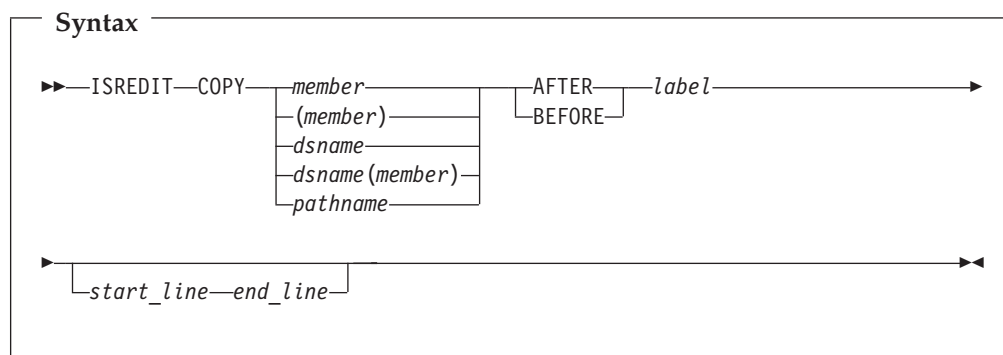 Syntax
ISREDIT COPY member AFTER label
(member) BEFORE
dsname
dsname(member)
pathname
start_line end_line